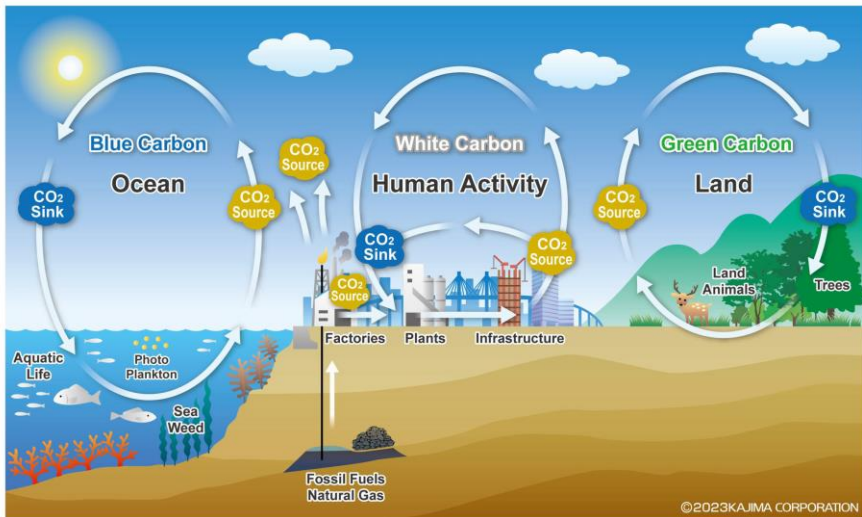 Blue Carbon
Ocean
CO₂
Sink
CO₂
Source
CO₂
Source
White Carbon
Human Activity
CO₂
Sink
CO₂
Source
CO₂
Source
Factories
Plants
Infrastructure
Green Carbon
Land
CO₂
Source
CO₂
Sink
Land
Animals
Trees
Aquatic
Life
Photo
Plankton
Sea
Weed
Fossil Fuels
Natural Gas
©2023KAJIMA CORPORATION